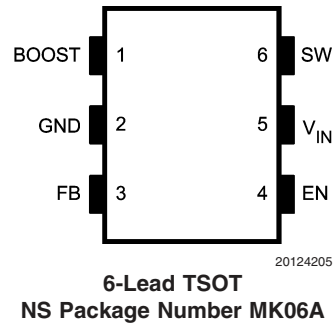 BOOST 1 6 SW
GND 2 5 VIN
FB 3 4 EN
20124205
6-Lead TSOT
NS Package Number MK06A